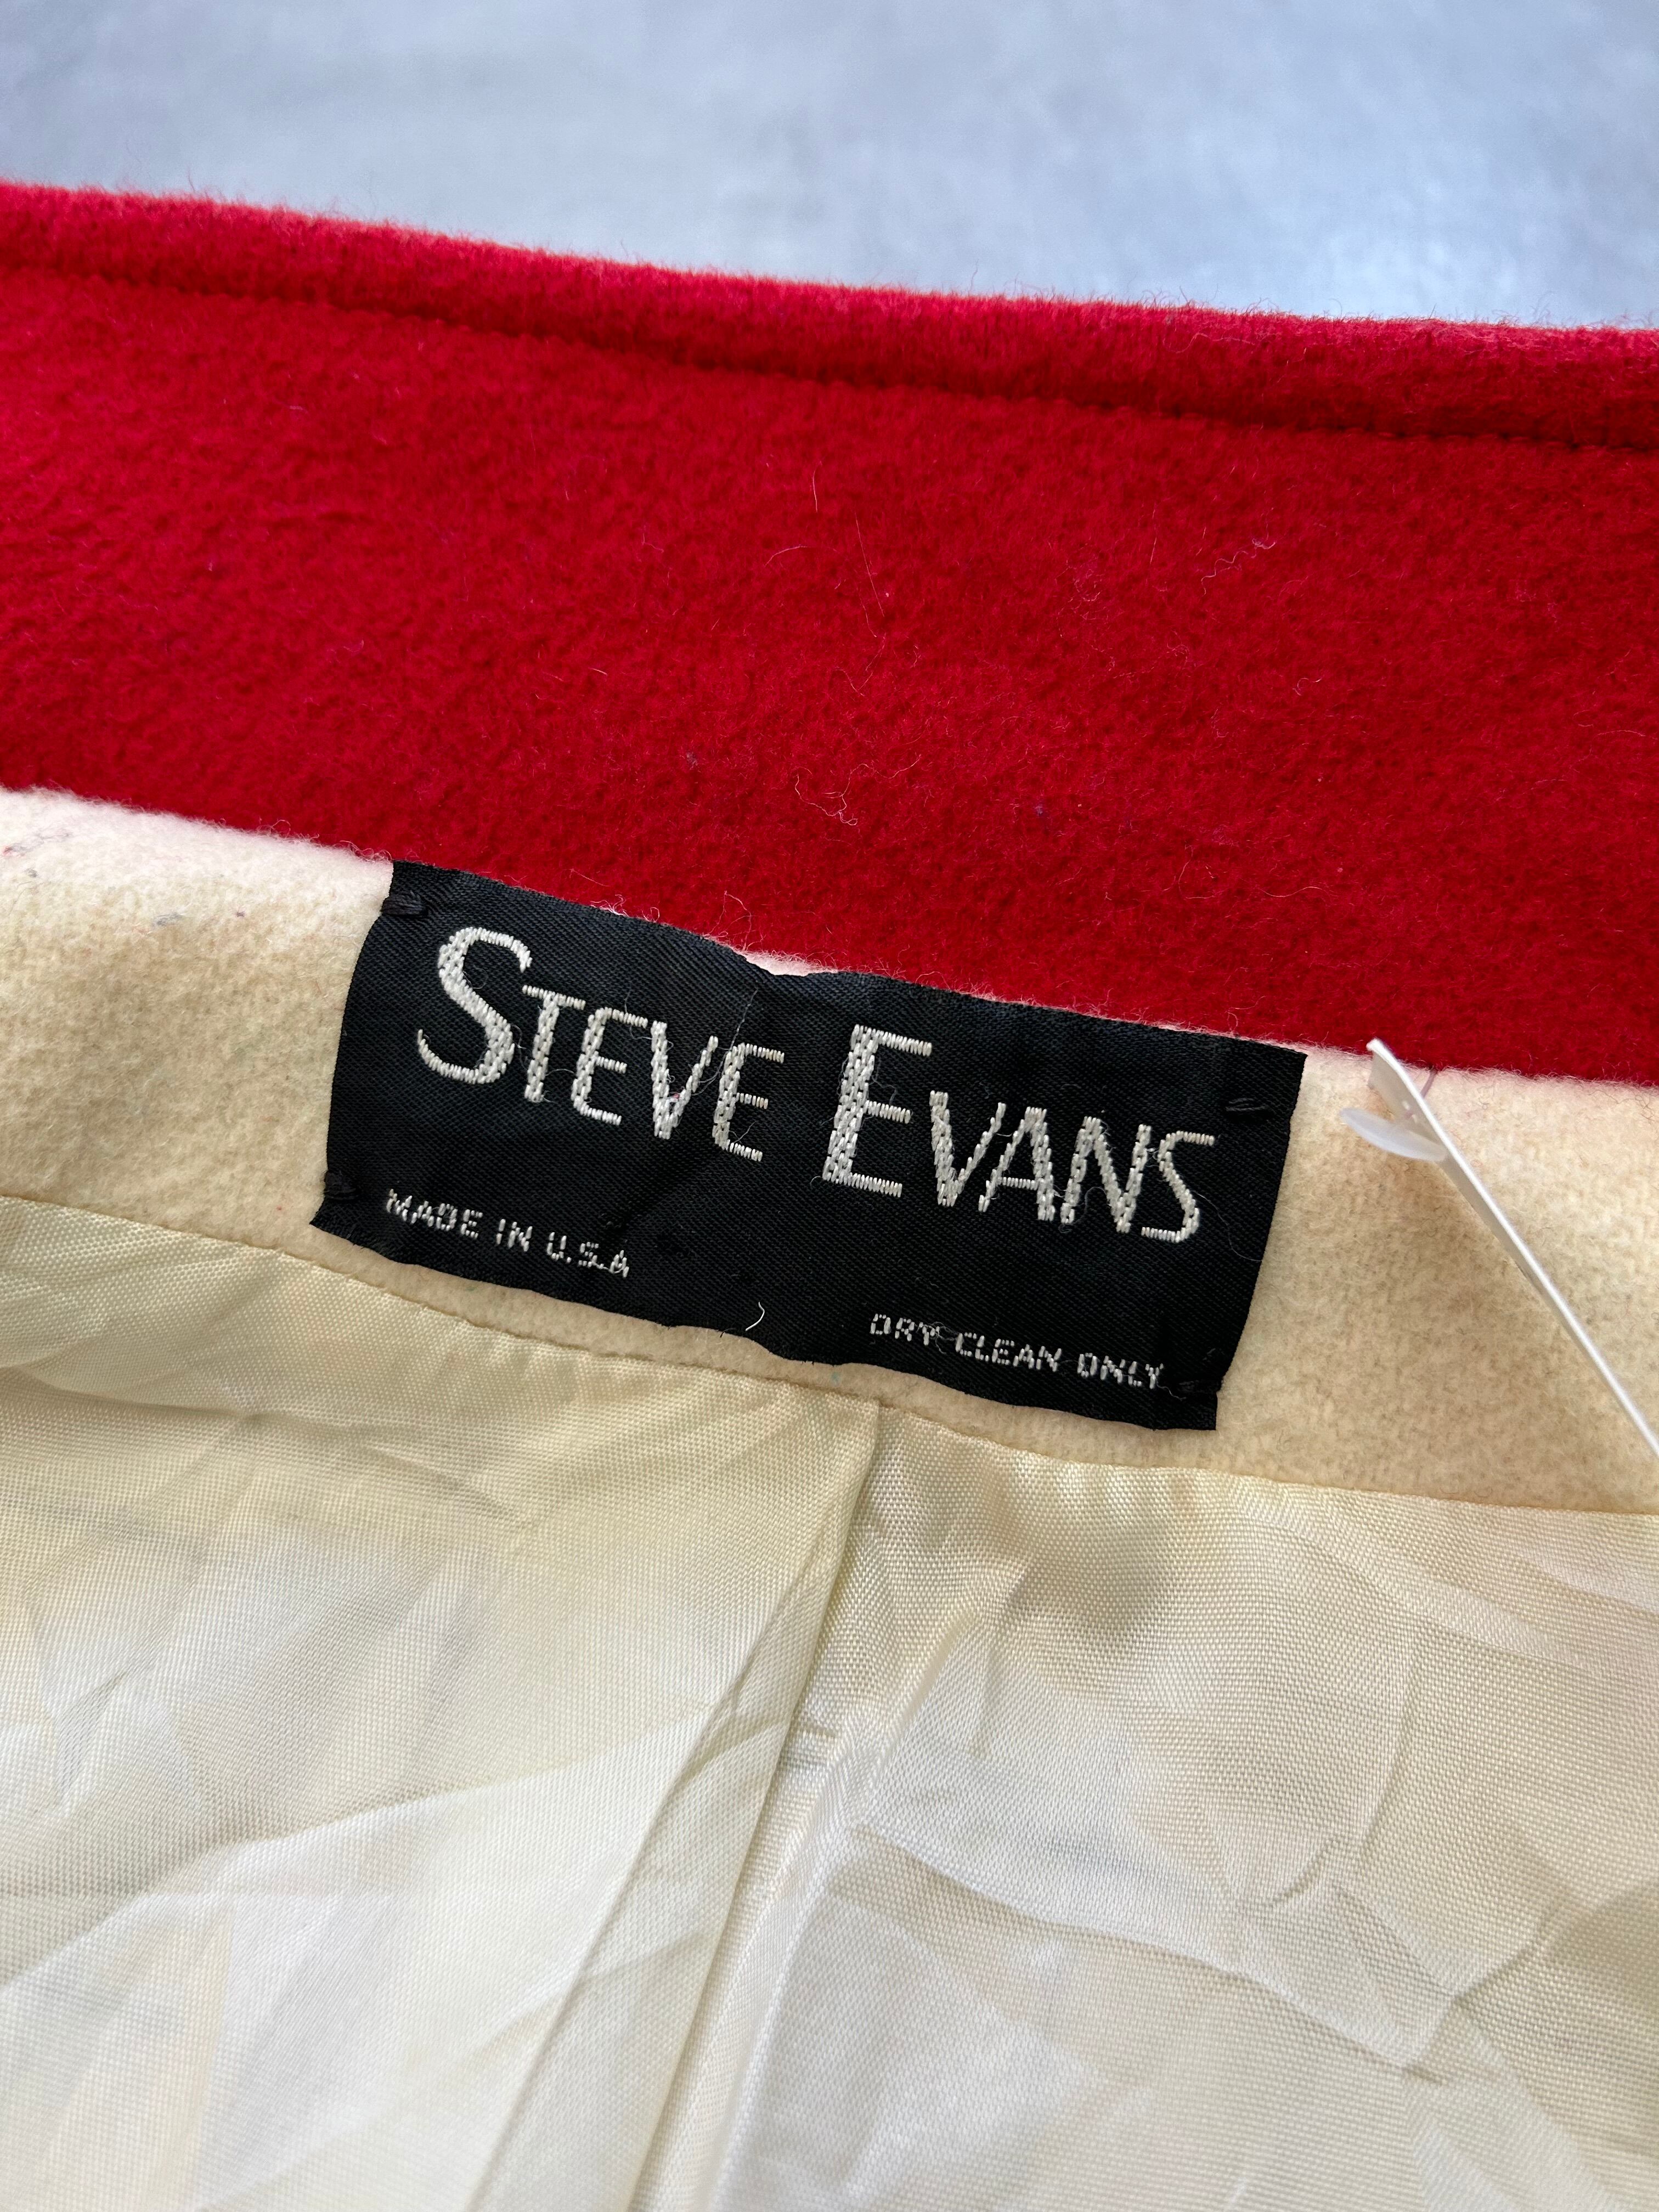 STEVE EVANS
MADE IN U.S.A
DRY CLEAN ONLY